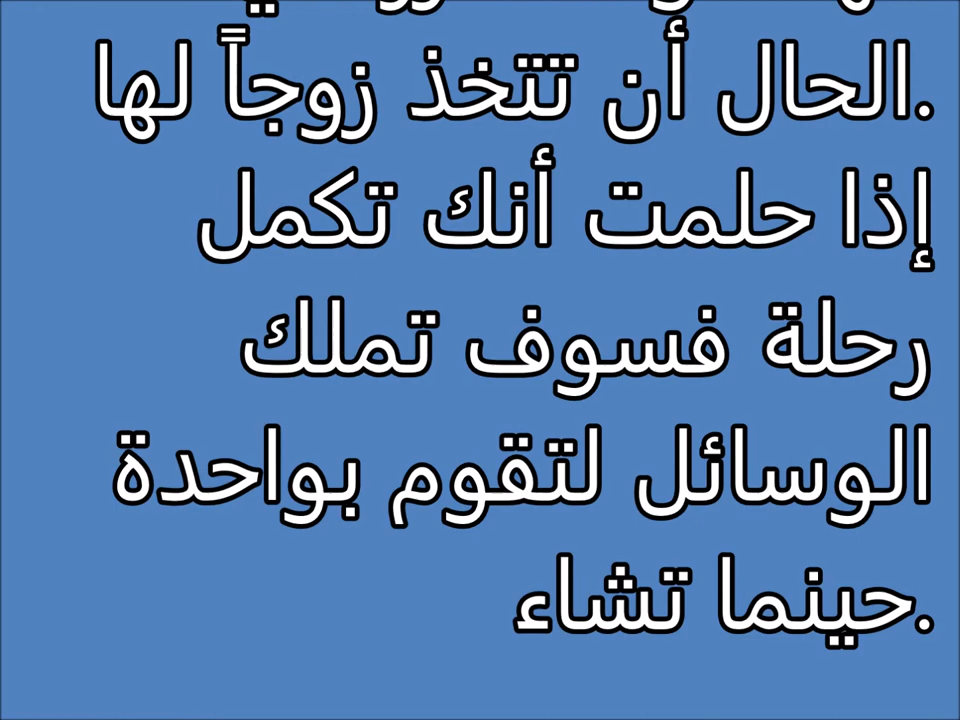 .الحال أن تتخذ زوجاً لها
إذا حلمت أنك تكمل
رحلة فسوف تملك
الوسائل لتقوم بواحدة
.حينما تشاء